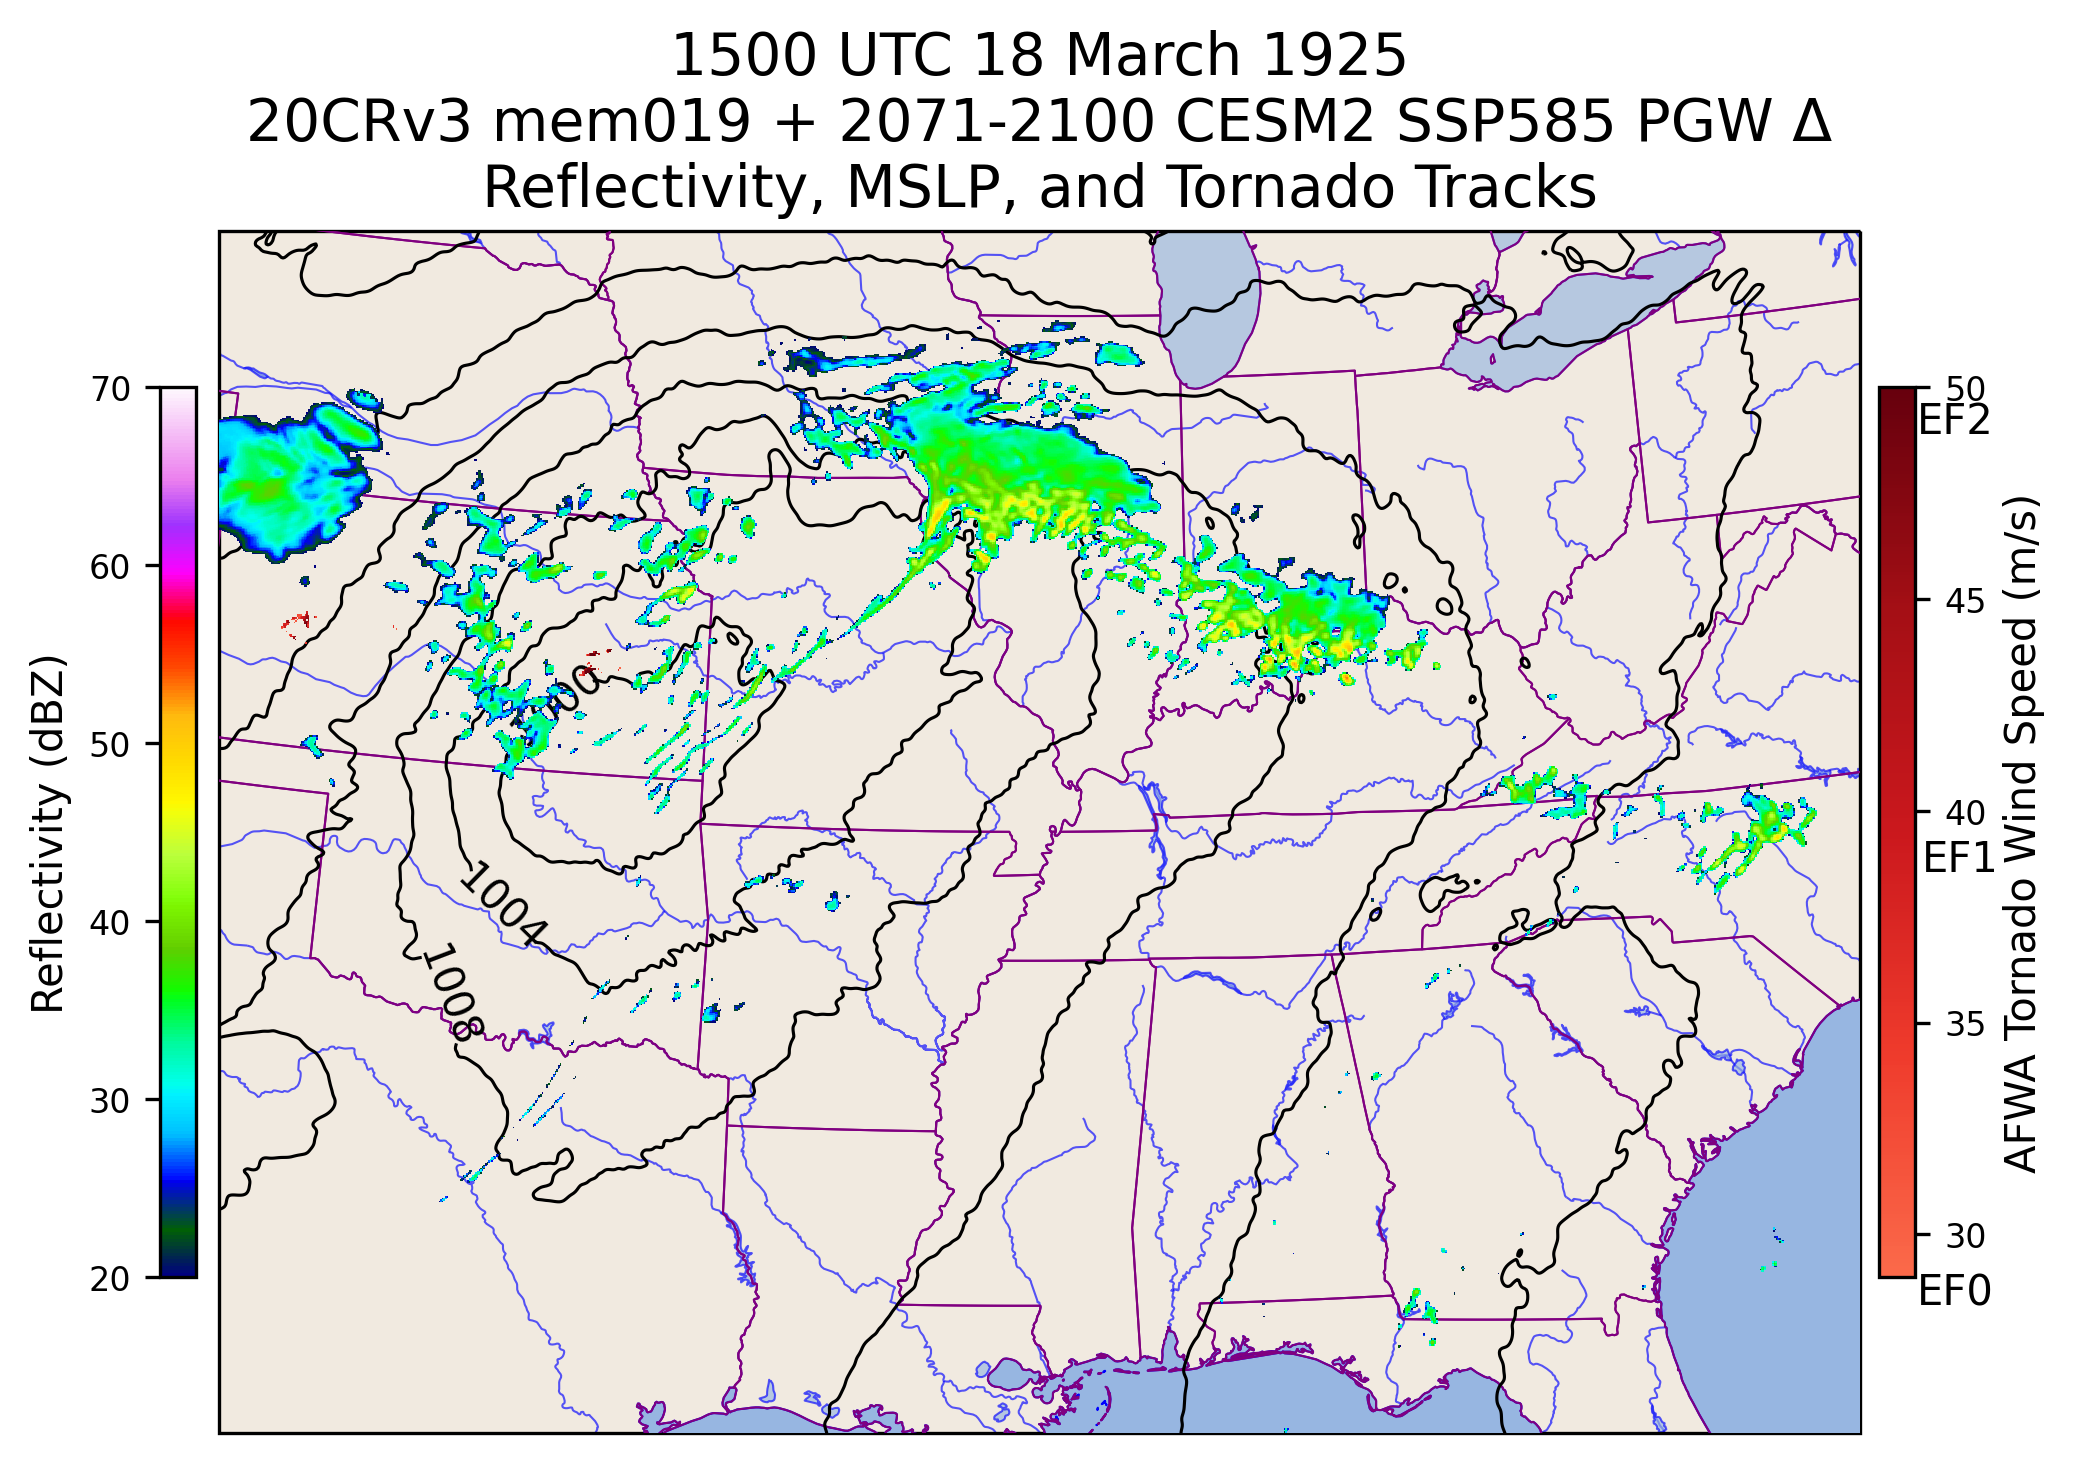 1500 UTC 18 March 1925
20CRv3 mem019 + 2071-2100 CESM2 SSP585 PGW Δ
Reflectivity, MSLP, and Tornado Tracks
70
60
50
40
30
20
Reflectivity (dBZ)
1004
1008
50
EF2
45
40
EF1
35
30
EF0
AFWA Tornado Wind Speed (m/s)